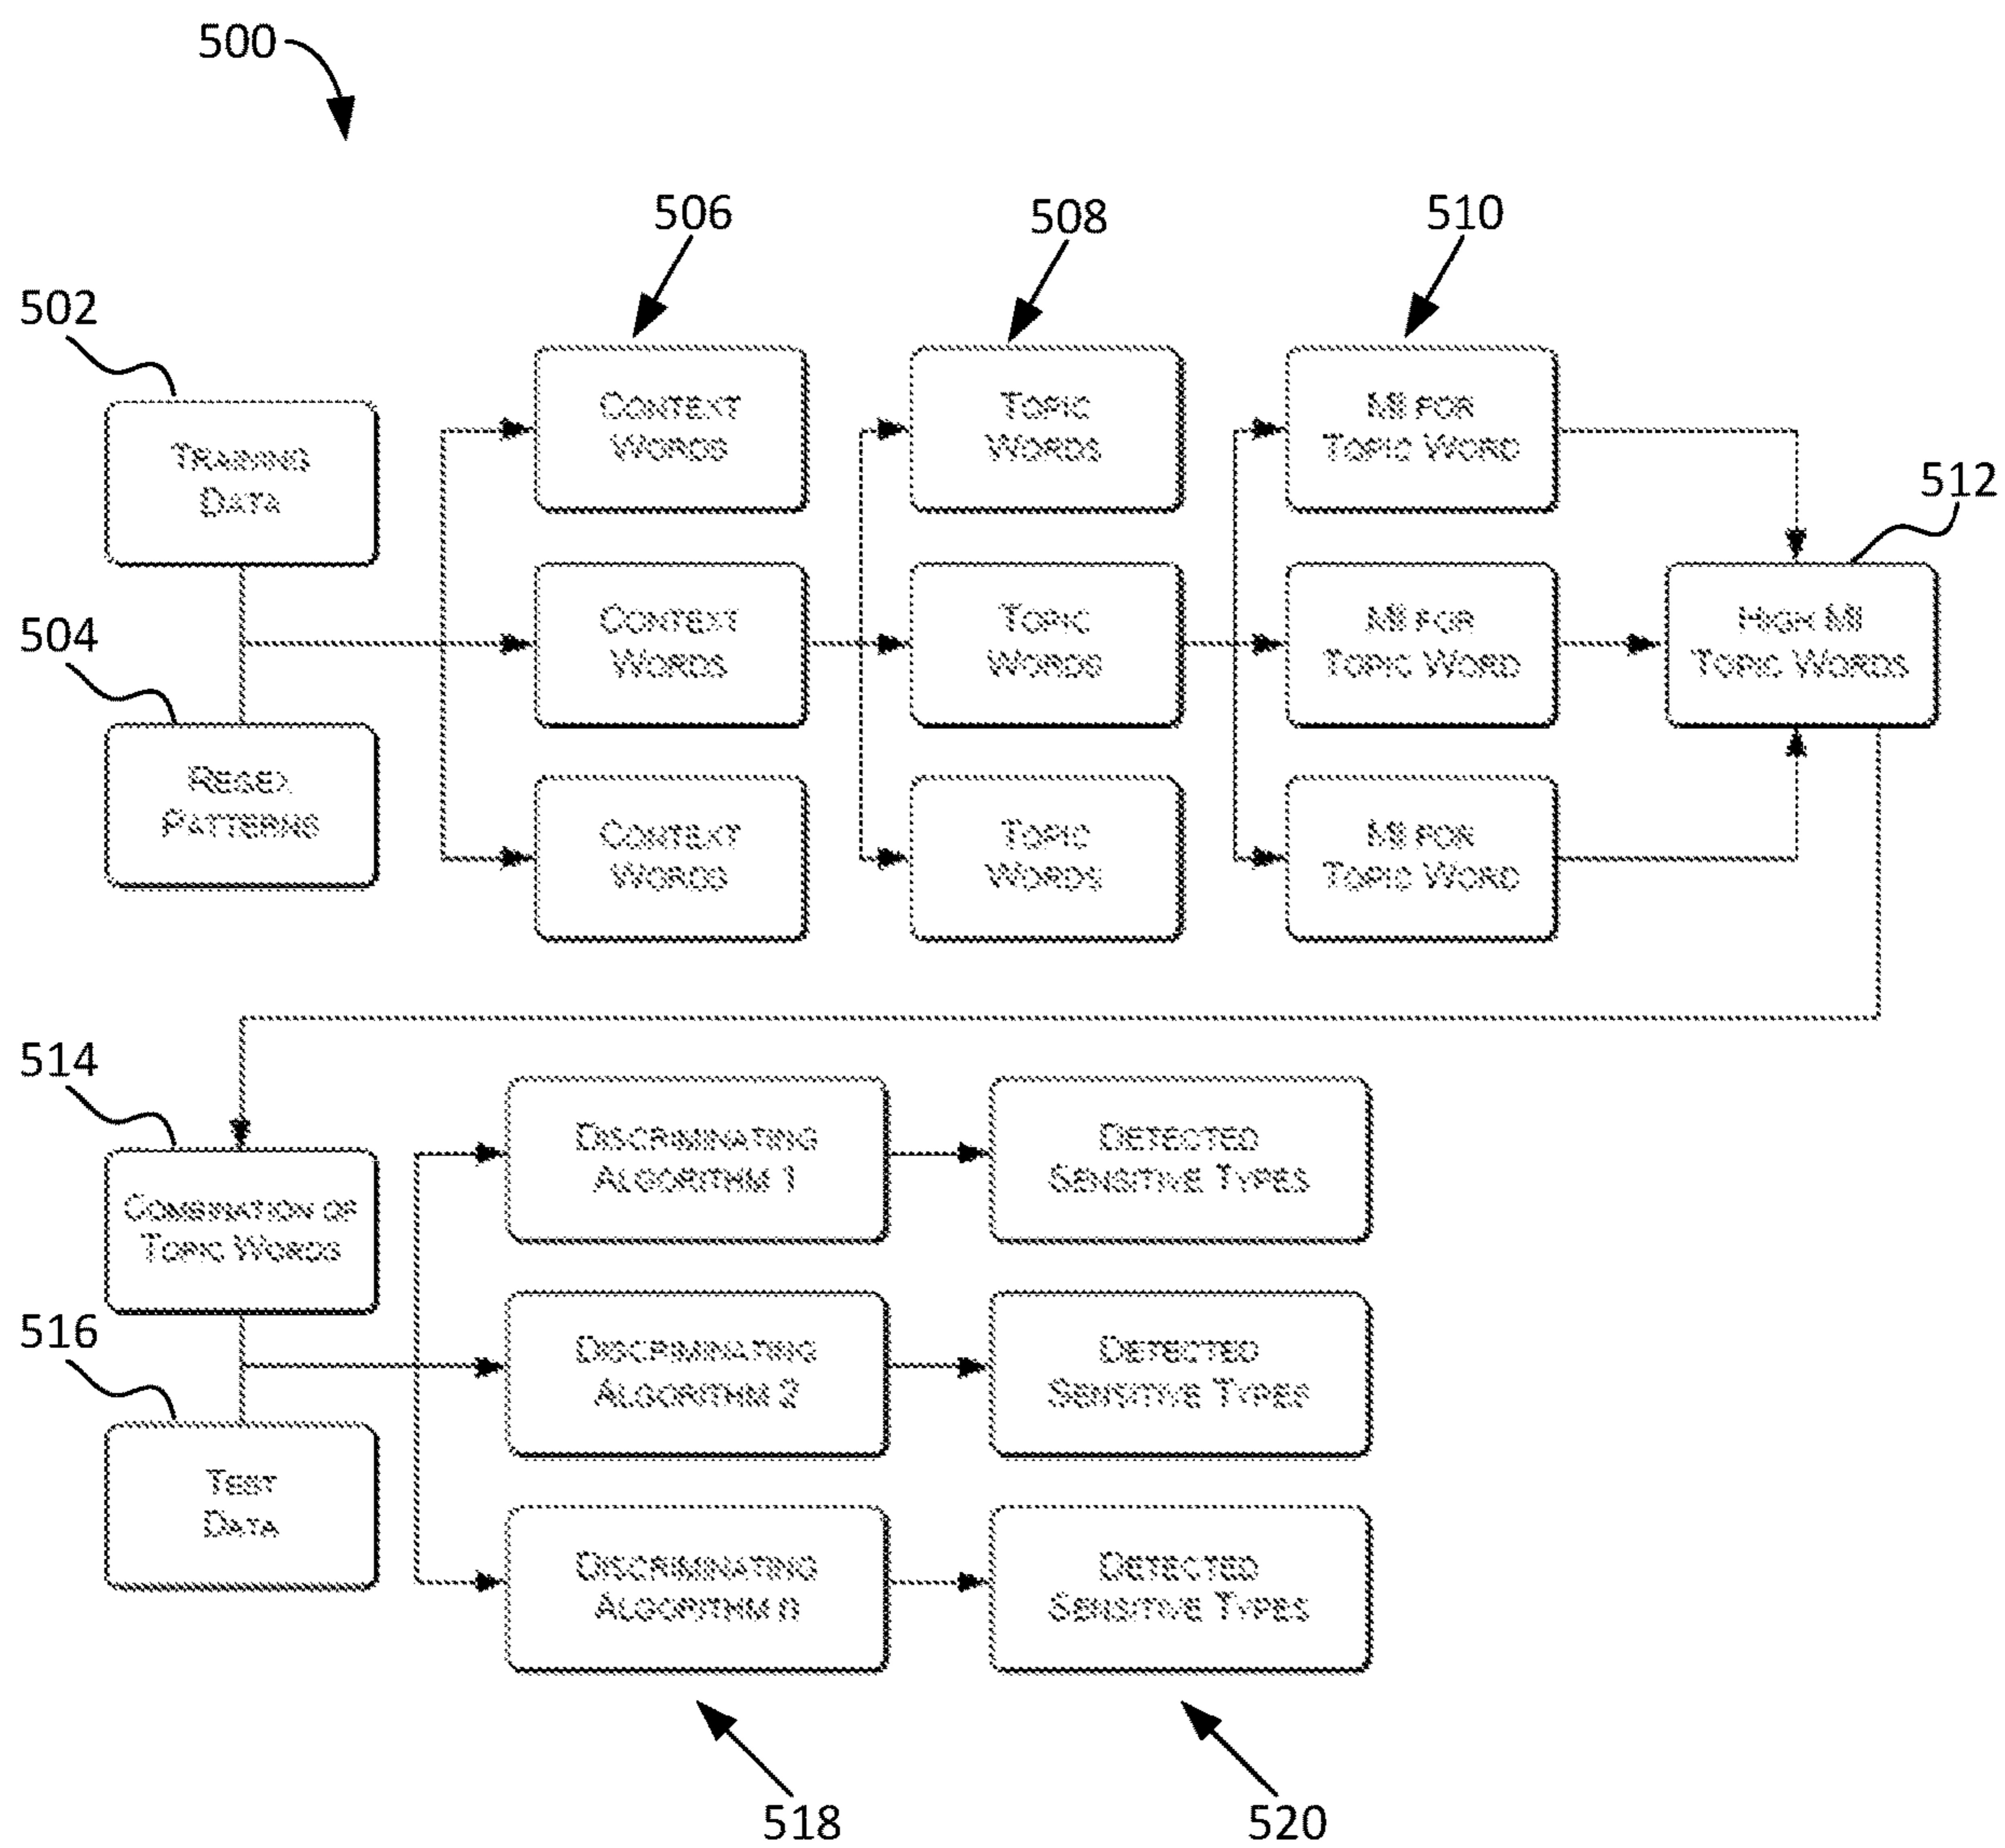 500
506
508
510
502
CONTEXT
WORDS
TOPIC
WORDS
MI FOR
TOPIC WORD
TRAINING
DATA
512
504
CONTEXT
WORDS
TOPIC
WORDS
MI FOR
TOPIC WORD
HIGH MI
TOPIC WORDS
REGEX
PATTERNS
CONTEXT
WORDS
TOPIC
WORDS
MI FOR
TOPIC WORD
514
DISCRIMINATING
ALGORITHM 1
DETECTED
SENSITIVE TYPES
COMBINATION OF
TOPIC WORDS
516
DISCRIMINATING
ALGORITHM 2
DETECTED
SENSITIVE TYPES
TEST
DATA
DISCRIMINATING
ALGORITHM n
DETECTED
SENSITIVE TYPES
518
520